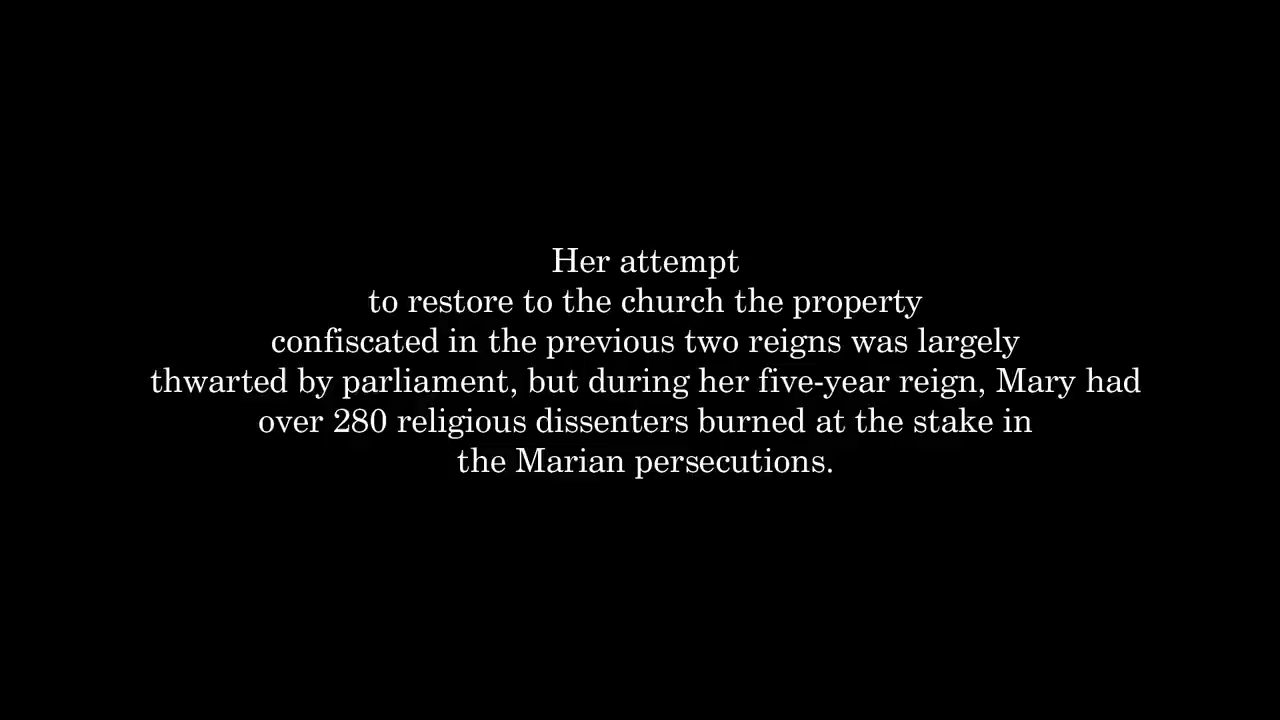 Her attempt
to restore to the church the property
confiscated in the previous two reigns was largely
thwarted by parliament, but during her five-year reign, Mary had
over 280 religious dissenters burned at the stake in
the Marian persecutions.